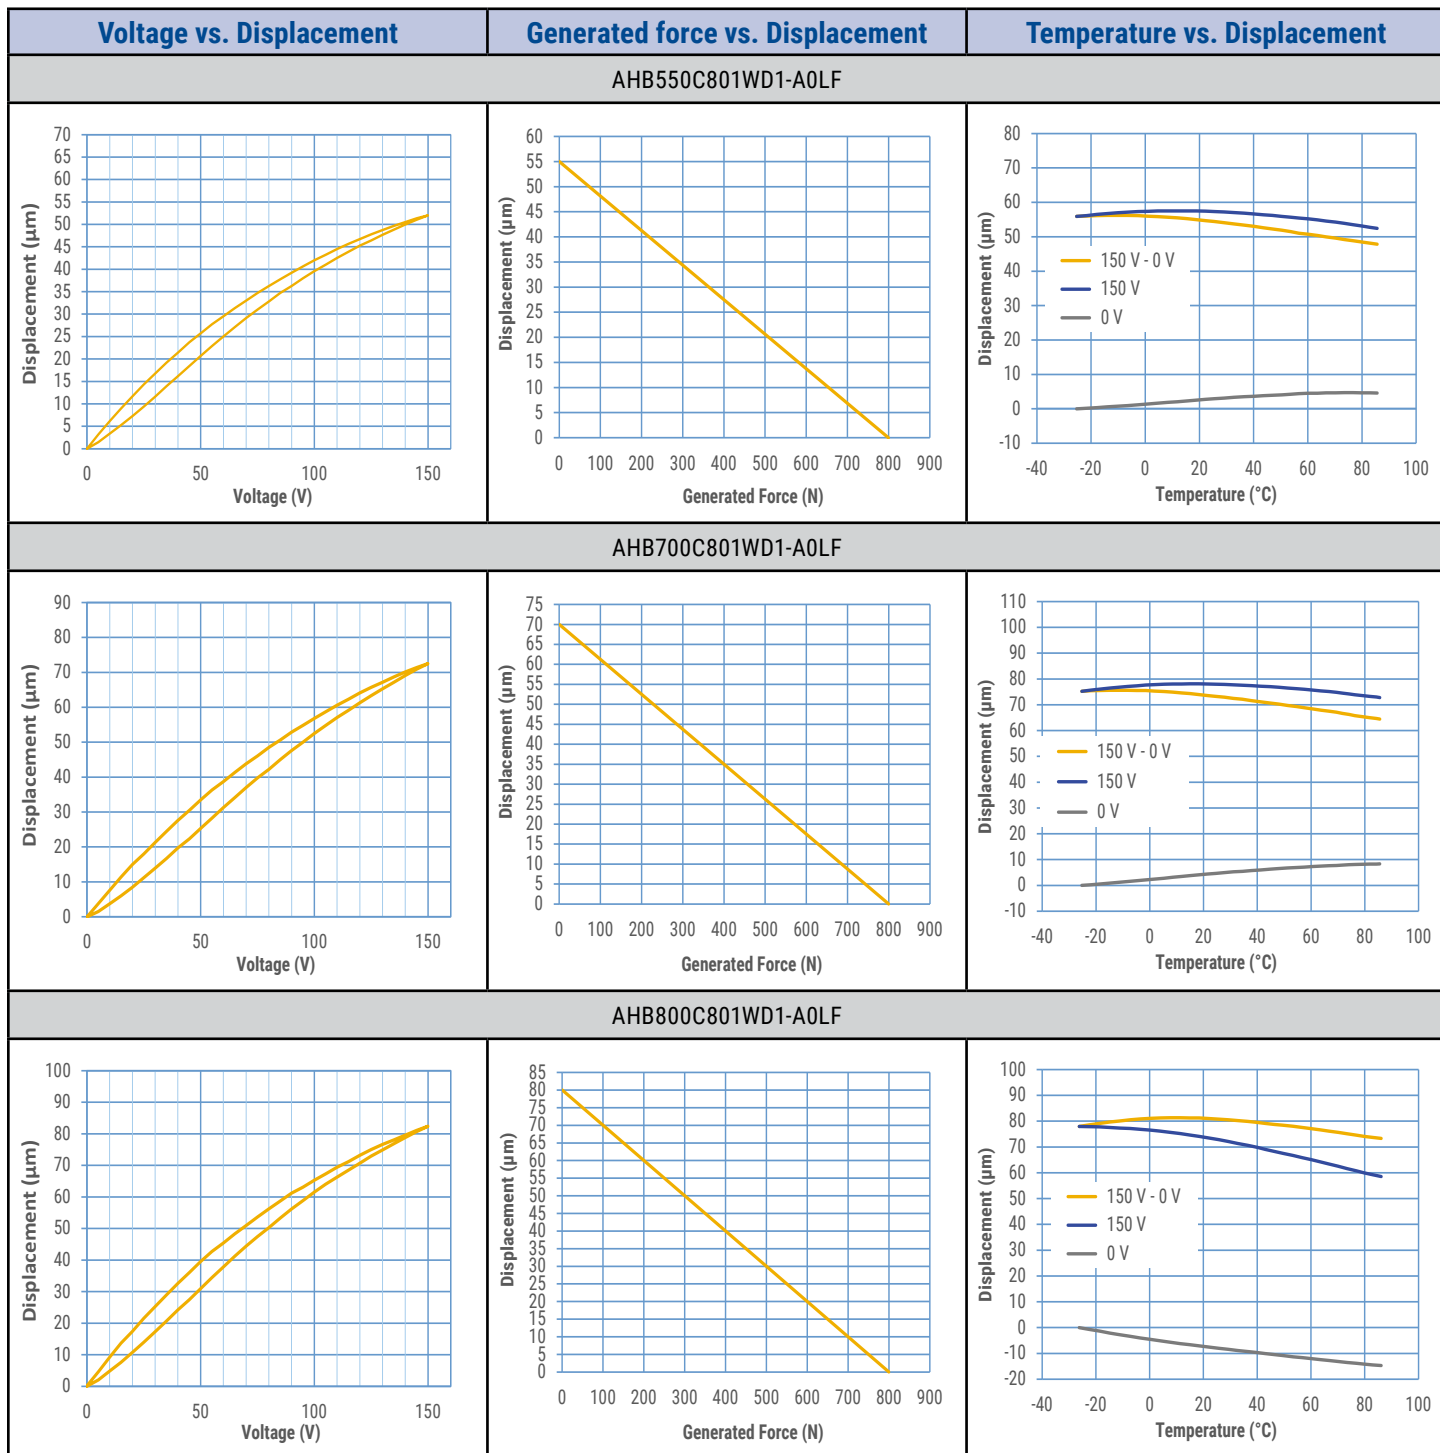 Voltage vs. Displacement
Generated force vs. Displacement
Temperature vs. Displacement
AHB550C801WD1-A0LF
Displacement (µm)
70
65
60
55
50
45
40
35
30
25
20
15
10
5
0
0 50 100 150
Voltage (V)
Displacement (µm)
60
55
50
45
40
35
30
25
20
15
10
5
0
0 100 200 300 400 500 600 700 800 900
Generated Force (N)
Displacement (µm)
80
70
60
50
40
30
20
10
0
-10
150 V - 0 V
150 V
0 V
-40 -20 0 20 40 60 80 100
Temperature (°C)
AHB700C801WD1-A0LF
Displacement (µm)
90
80
70
60
50
40
30
20
10
0
0 50 100 150
Voltage (V)
Displacement (µm)
75
70
65
60
55
50
45
40
35
30
25
20
15
10
5
0
0 100 200 300 400 500 600 700 800 900
Generated Force (N)
Displacement (µm)
110
100
90
80
70
60
50
40
30
20
10
0
-10
150 V - 0 V
150 V
0 V
-40 -20 0 20 40 60 80 100
Temperature (°C)
AHB800C801WD1-A0LF
Displacement (µm)
100
90
80
70
60
50
40
30
20
10
0
0 50 100 150
Voltage (V)
Displacement (µm)
85
80
75
70
65
60
55
50
45
40
35
30
25
20
15
10
5
0
0 100 200 300 400 500 600 700 800 900
Generated Force (N)
Displacement (µm)
100
90
80
70
60
50
40
30
20
10
0
-10
-20
150 V - 0 V
150 V
0 V
-40 -20 0 20 40 60 80 100
Temperature (°C)